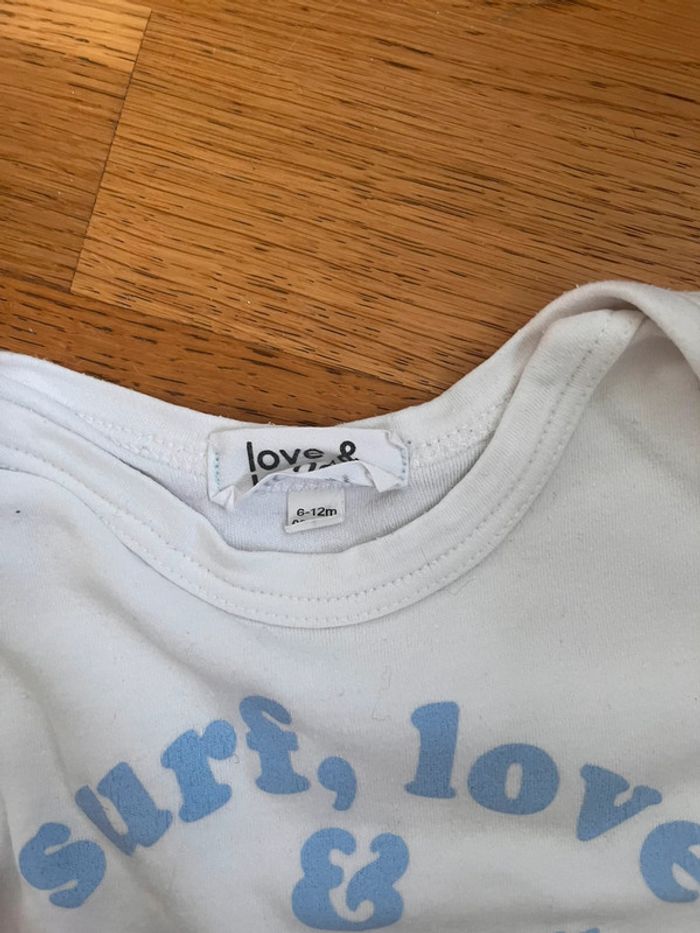 love &
6-12m
surf, love
&